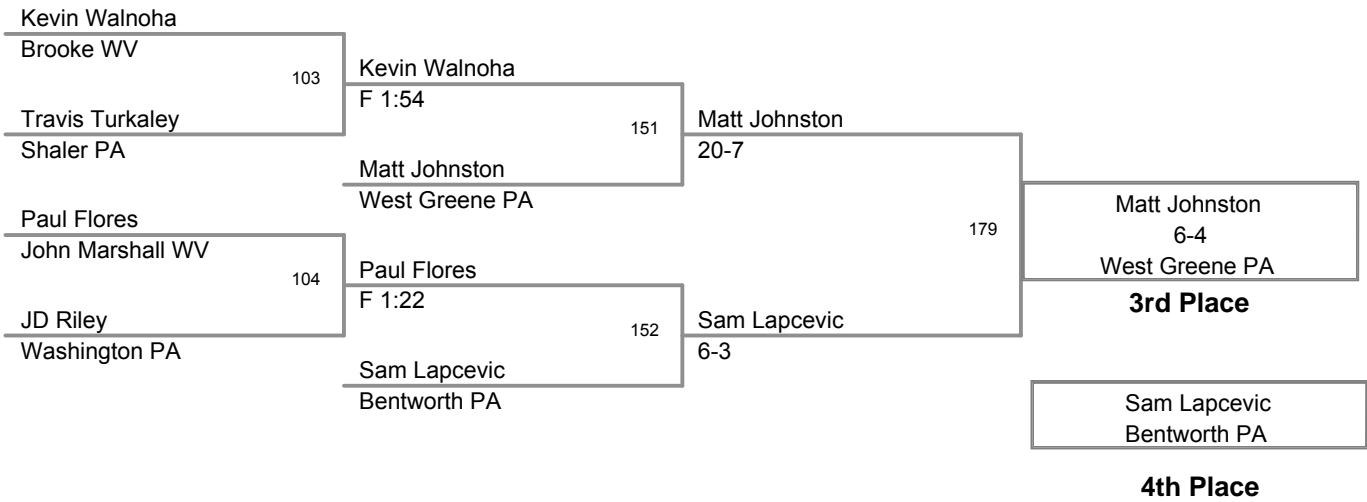 Kevin Walnoha
Brooke WV
103
Travis Turkaley
Shaler PA
Paul Flores
John Marshall WV
104
JD Riley
Washington PA
Kevin Walnoha
F 1:54
151
Matt Johnston
West Greene PA
Paul Flores
F 1:22
152
Sam Lapcevic
Bentworth PA
Matt Johnston
20-7
179
Sam Lapcevic
6-3
Matt Johnston
6-4
West Greene PA
3rd Place
Sam Lapcevic
Bentworth PA
4th Place